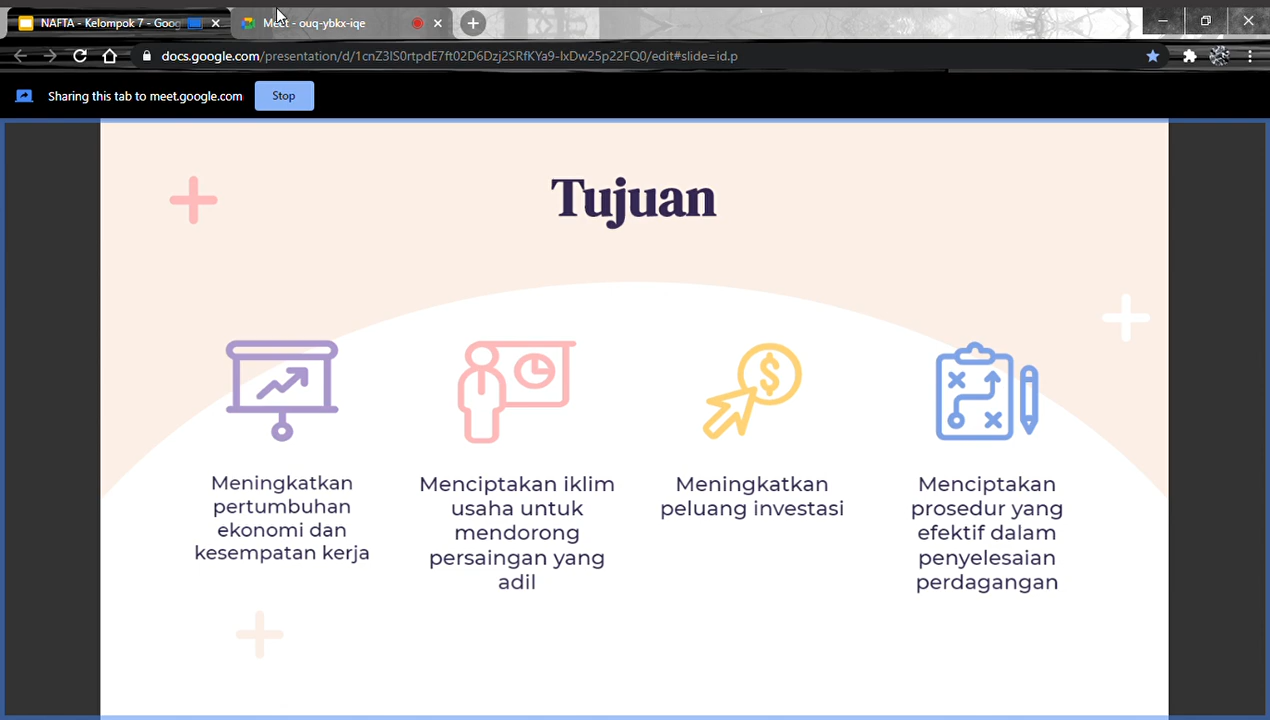 NAFTA - Kelompok 7 - Goog
Meet - ouq-ybkx-iqe
docs.google.com/presentation/d/1cnZ3lS0rtpdE7ft02D6Dzj2SRfKYa9-lxDw25p22FQ0/edit#slide=id.p
Sharing this tab to meet.google.com
Stop
Tujuan
Meningkatkan
pertumbuhan
ekonomi dan
kesempatan kerja
Menciptakan iklim
usaha untuk
mendorong
persaingan yang
adil
Meningkatkan
peluang investasi
Menciptakan
prosedur yang
efektif dalam
penyelesaian
perdagangan